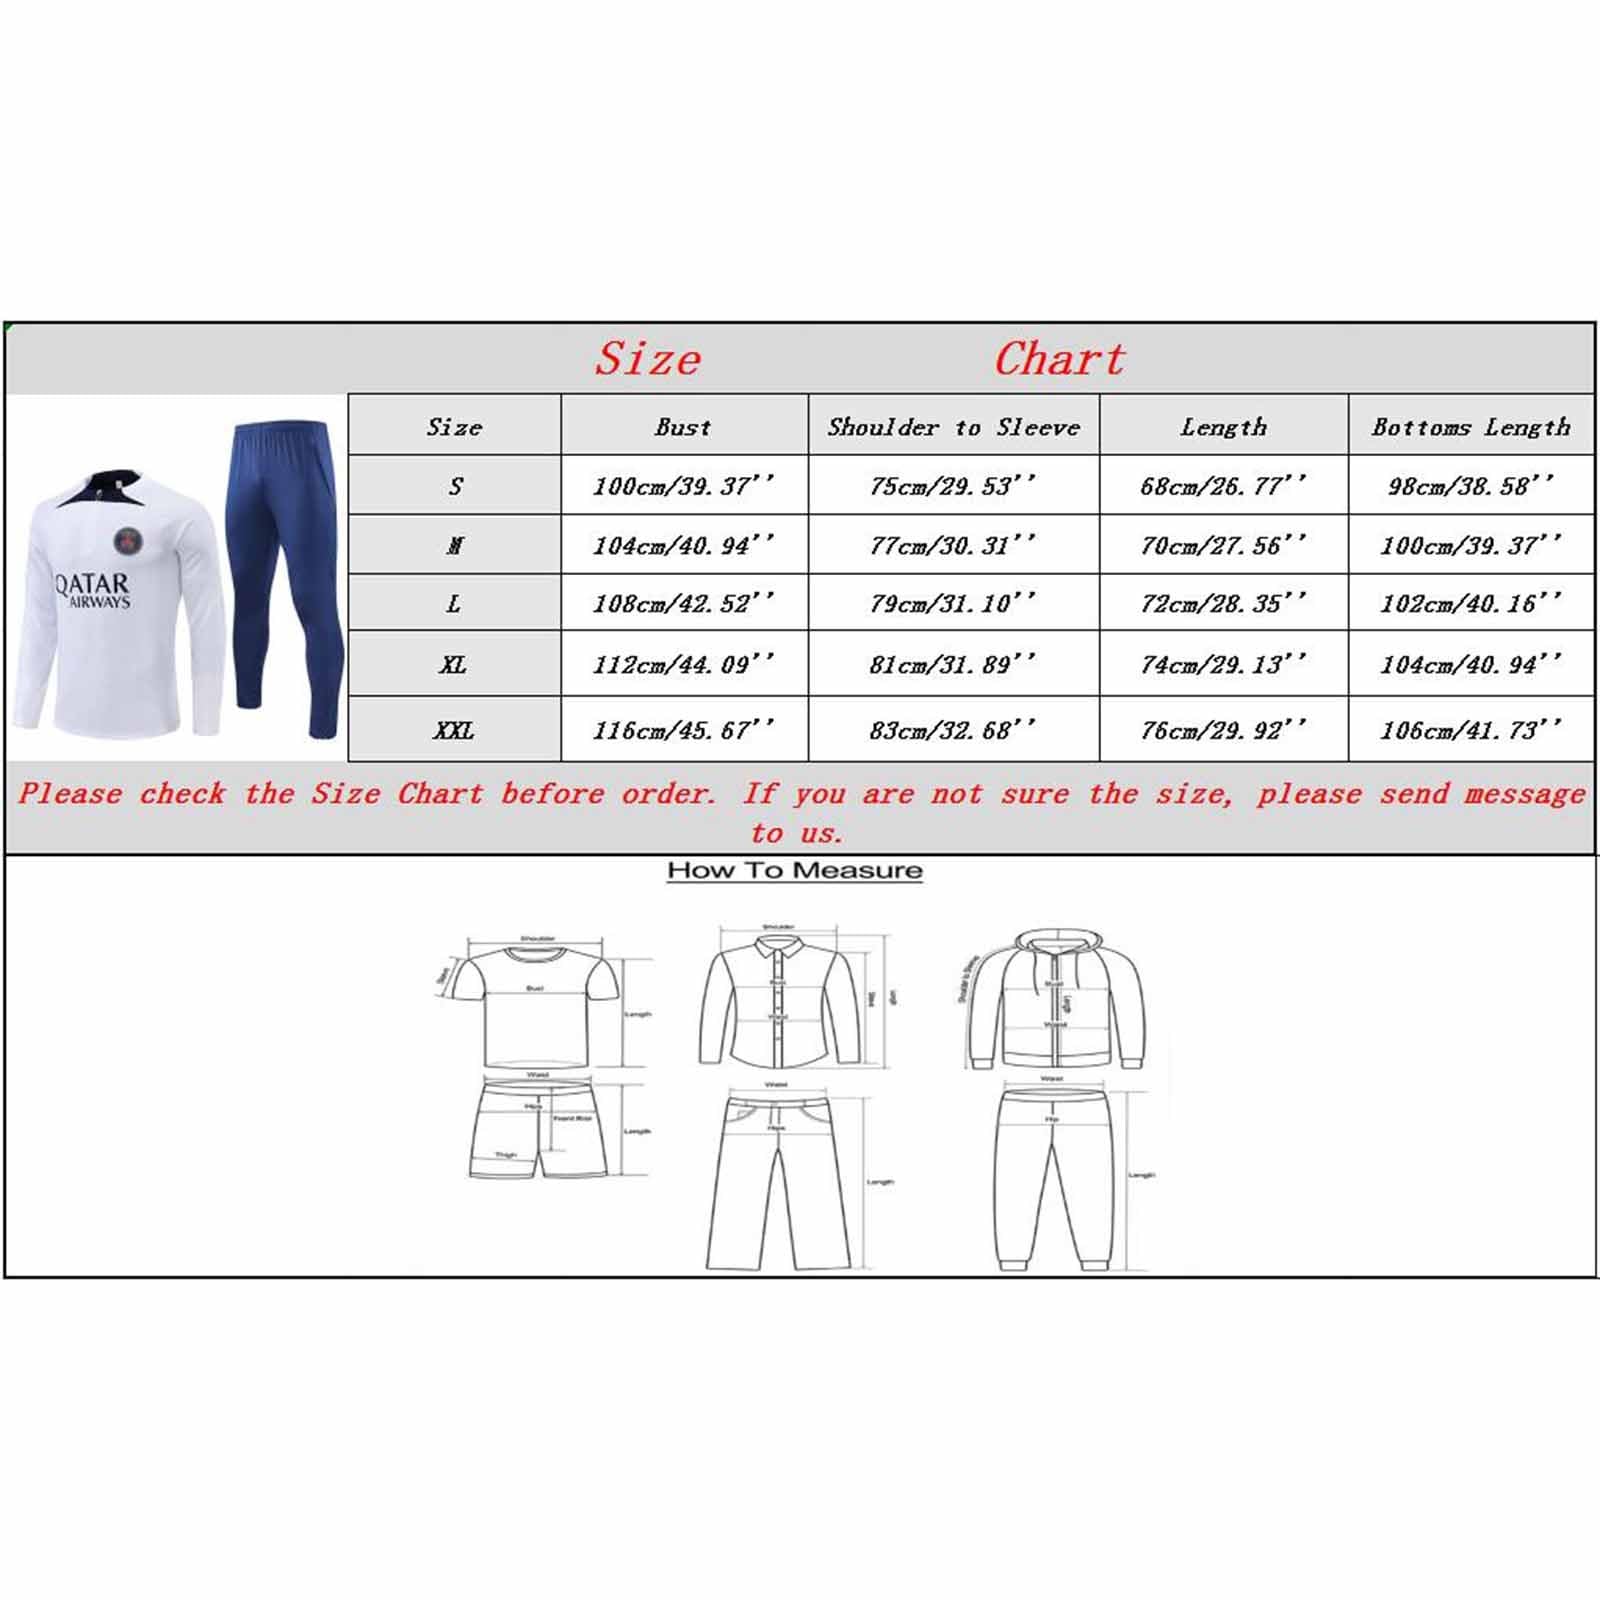 Size Chart
Size Bust Shoulder to Sleeve Length Bottoms Length
S 100cm/39.37'' 75cm/29.53'' 68cm/26.77'' 98cm/38.58''
M 104cm/40.94'' 77cm/30.31'' 70cm/27.56'' 100cm/39.37''
L 108cm/42.52'' 79cm/31.10'' 72cm/28.35'' 102cm/40.16''
XL 112cm/44.09'' 81cm/31.89'' 74cm/29.13'' 104cm/40.94''
XXL 116cm/45.67'' 83cm/32.68'' 76cm/29.92'' 106cm/41.73''
QATAR
AIRWAYS
Please check the Size Chart before order. If you are not sure the size, please send message
to us.
How To Measure
Shoulder
Sleeve
Bust
Length
Waist
Hips
Front Rise
Length
Thigh
Shoulder
Bust
Waist
Sleeve
Length
Waist
Hips
Length
Shoulder to Sleeve
Bust
Length
Waist
Waist
Hip
Length